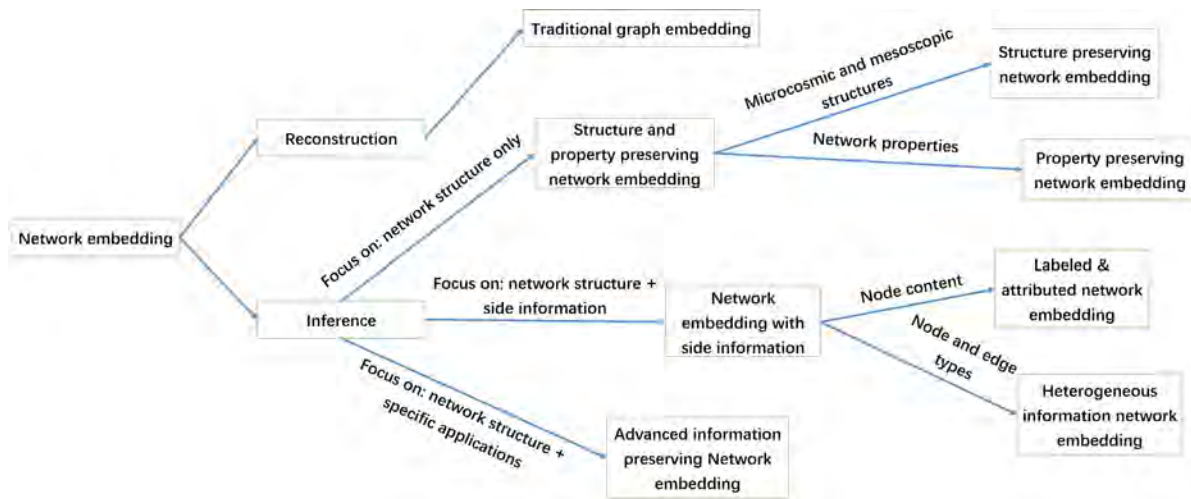 Traditional graph embedding
Microcosmic and mesoscopic
structures
Structure preserving
network embedding
Reconstruction
Focus on: network structure only
Structure and
property preserving
network embedding
Network properties
Property preserving
network embedding
Network embedding
Inference
Focus on: network structure +
side information
Network
embedding with
side information
Node content
Labeled &
attributed network
embedding
Node and edge
types
Heterogeneous
information network
embedding
Focus on: network structure +
specific applications
Advanced information
preserving Network
embedding